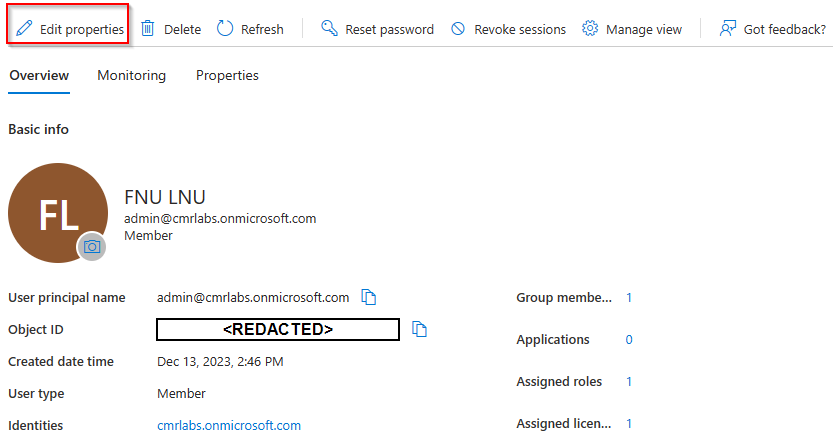 Edit properties Delete Refresh Reset password Revoke sessions Manage view Got feedback?
Overview Monitoring Properties
Basic info
FL
FNU LNU
admin@cmrlabs.onmicrosoft.com
Member
User principal name admin@cmrlabs.onmicrosoft.com Group membe... 1
Object ID <REDACTED>
Applications 0
Created date time Dec 13, 2023, 2:46 PM
Assigned roles 1
User type Member
Identities cmrlabs.onmicrosoft.com Assigned licen... 1